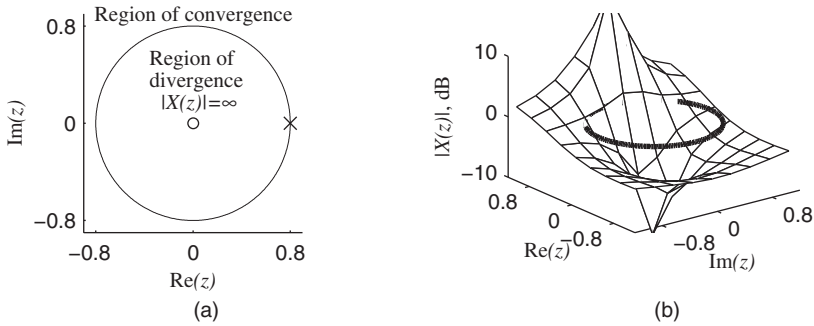 Region of convergence
0.8
Region of
divergence
|X(z)|=∞
Im(z)
0
−0.8
−0.8
0
0.8
Re(z)
(a)
10
0
−10
|X(z)|, dB
0.8
0
−0.8
Re(z)
−0.8
0
0.8
Im(z)
(b)